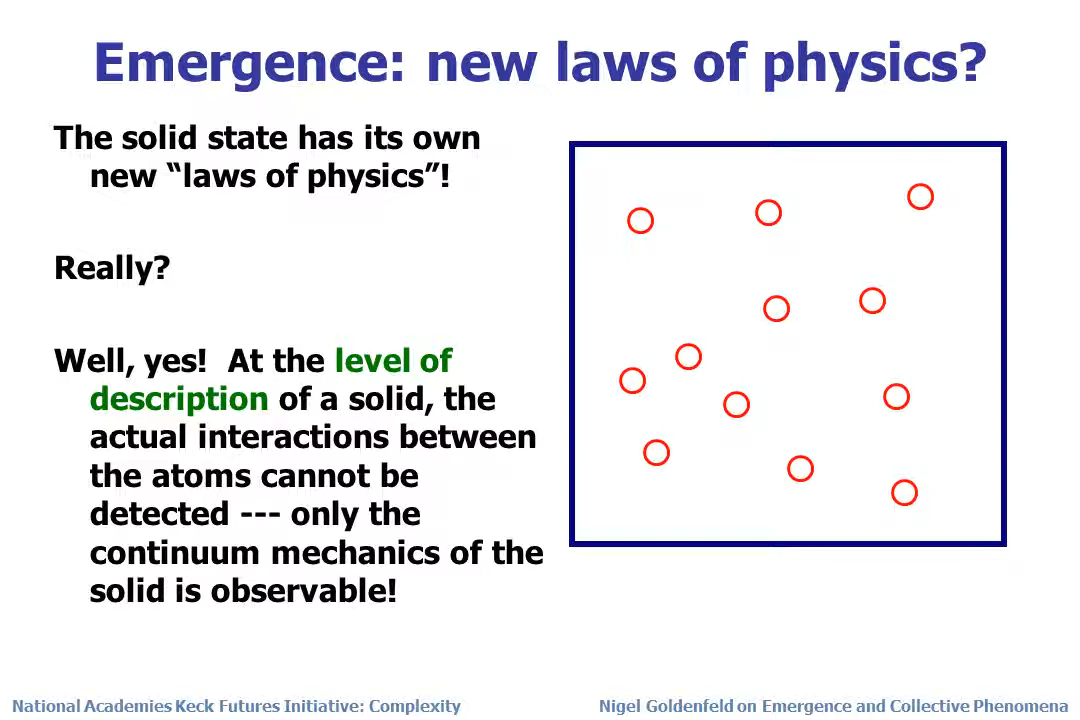 Emergence: new laws of physics?
The solid state has its own
new “laws of physics”!
Really?
Well, yes!  At the level of
description of a solid, the
actual interactions between
the atoms cannot be
detected --- only the
continuum mechanics of the
solid is observable!
National Academies Keck Futures Initiative: Complexity
Nigel Goldenfeld on Emergence and Collective Phenomena